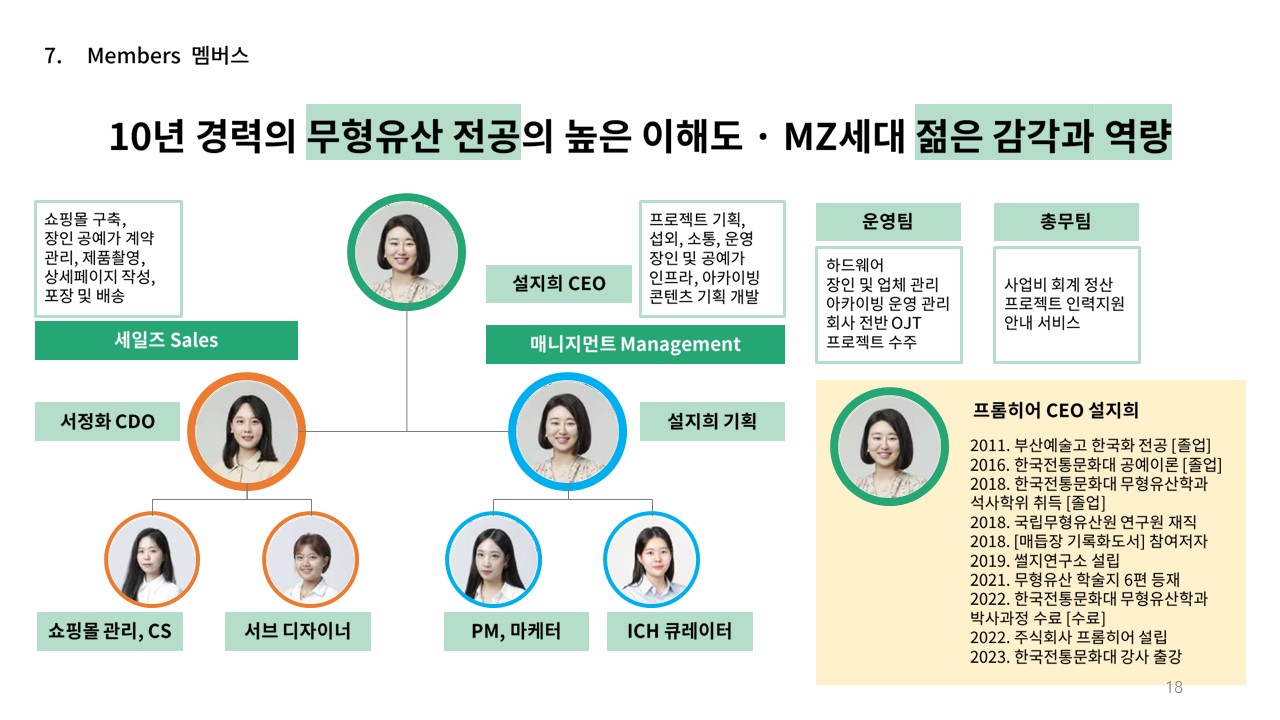 7. Members 멤버스
10년 경력의 무형유산 전공의 높은 이해도 · MZ세대 젊은 감각과 역량
쇼핑몰 구축,
장인 공예가 계약
관리, 제품촬영,
상세페이지 작성,
포장 및 배송
세일즈 Sales
설지희 CEO
프로젝트 기획,
섭외, 소통, 운영
장인 및 공예가
인프라, 아카이빙
콘텐츠 기획 개발
매니지먼트 Management
서정화 CDO
설지희 기획
쇼핑몰 관리, CS
서브 디자이너
PM, 마케터
ICH 큐레이터
운영팀
하드웨어
장인 및 업체 관리
아카이빙 운영 관리
회사 전반 OJT
프로젝트 수주
총무팀
사업비 회계 정산
프로젝트 인력지원
안내 서비스
프롬히어 CEO 설지희
2011. 부산예술고 한국화 전공 [졸업]
2016. 한국전통문화대 공예이론 [졸업]
2018. 한국전통문화대 무형유산학과
석사학위 취득 [졸업]
2018. 국립무형유산원 연구원 재직
2018. [매듭장 기록화도서] 참여저자
2019. 썰지연구소 설립
2021. 무형유산 학술지 6편 등재
2022. 한국전통문화대 무형유산학과
박사과정 수료 [수료]
2022. 주식회사 프롬히어 설립
2023. 한국전통문화대 강사 출강
18